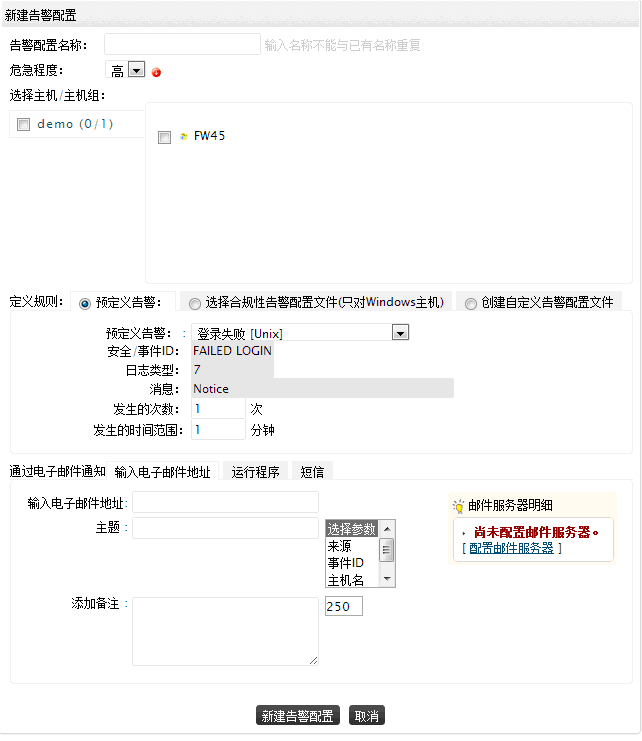 新建告警配置
告警配置名称： 输入名称不能与已有名称重复
危急程度： 高
选择主机/主机组：
demo (0/1)
FW45
定义规则： 预定义告警： 选择合规性告警配置文件(只对Windows主机) 创建自定义告警配置文件
预定义告警：: 登录失败 [Unix]
安全/事件ID: FAILED LOGIN
日志类型: 7
消息: Notice
发生的次数: 1 次
发生的时间范围: 1 分钟
通过电子邮件通知 输入电子邮件地址 运行程序 短信
输入电子邮件地址:
邮件服务器明细
主题 : 选择参数
尚未配置邮件服务器。
来源
[ 配置邮件服务器 ]
事件ID
主机名
添加备注 : 250
新建告警配置 取消